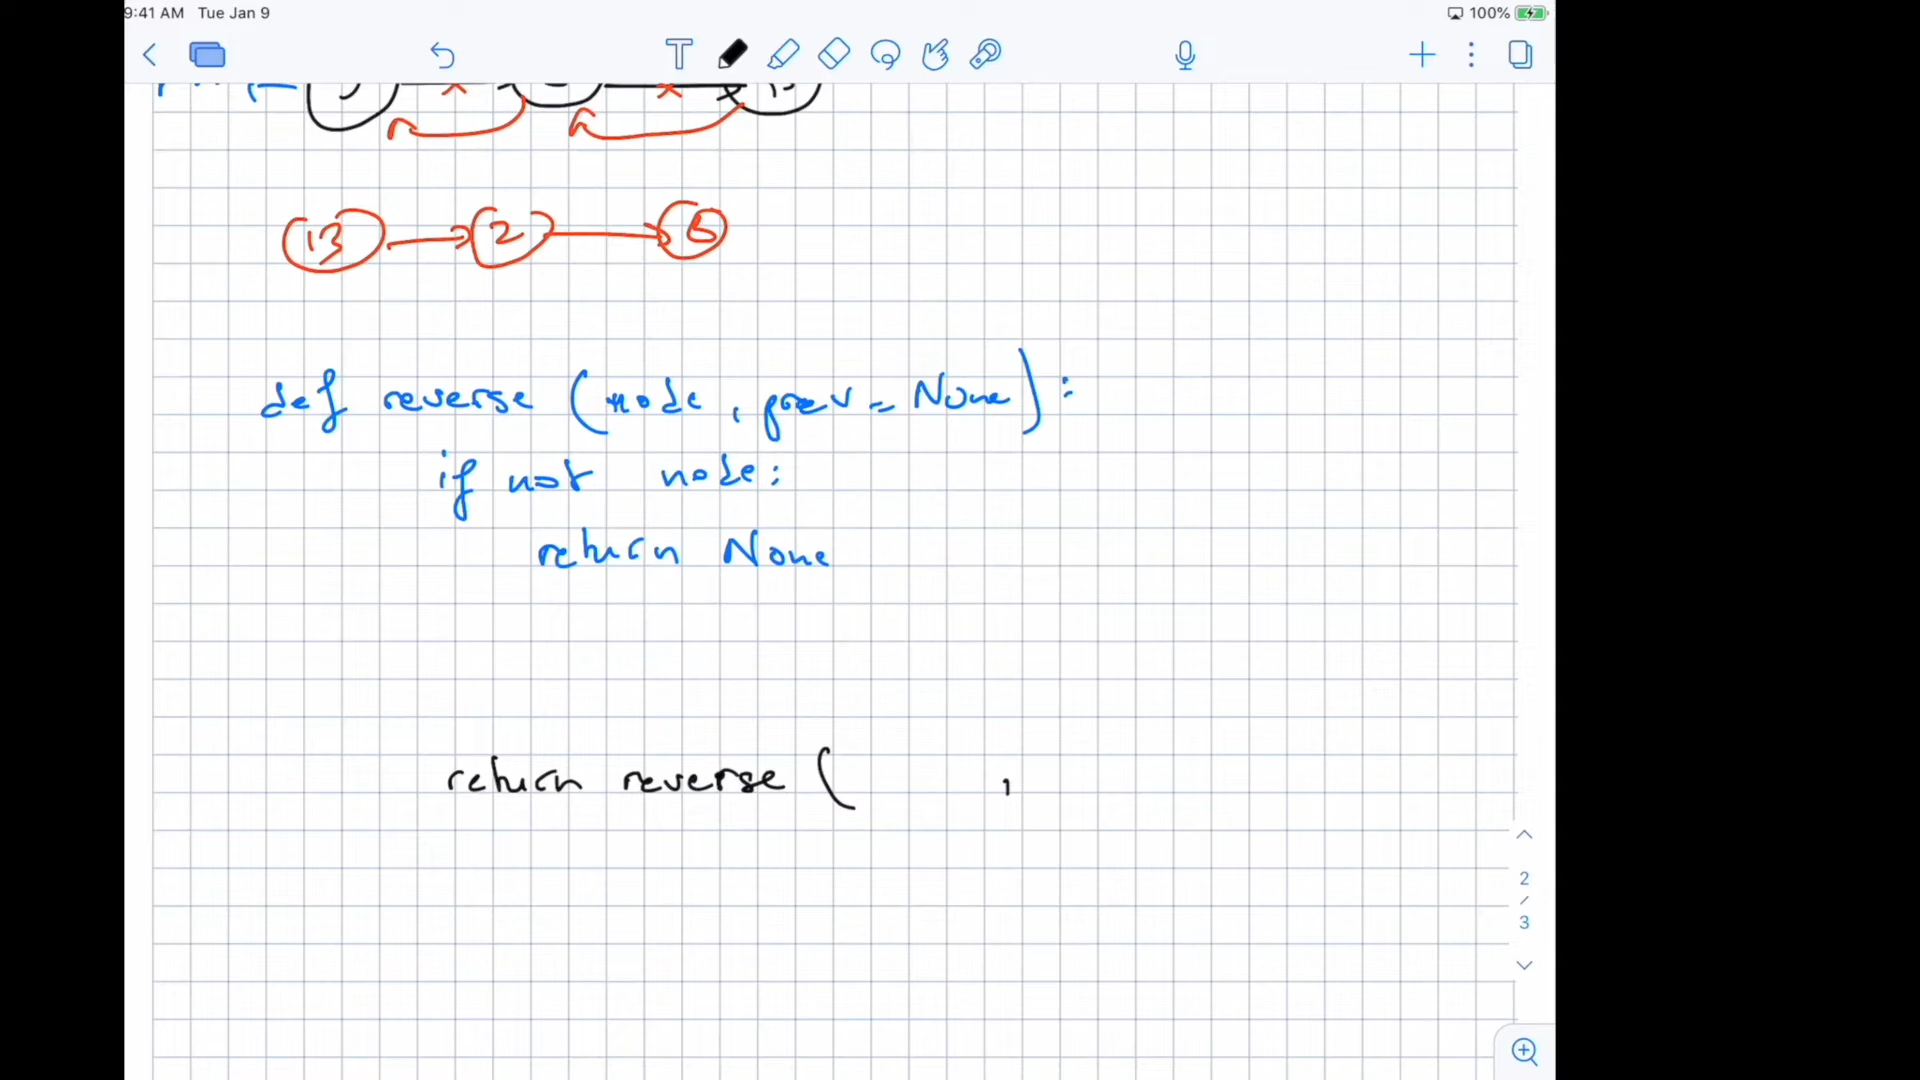 9:41 AM Tue Jan 9
100%
13 2 5
def reverse (node, prev = None):
if not node:
return None
return reverse ( ,
2
/
3